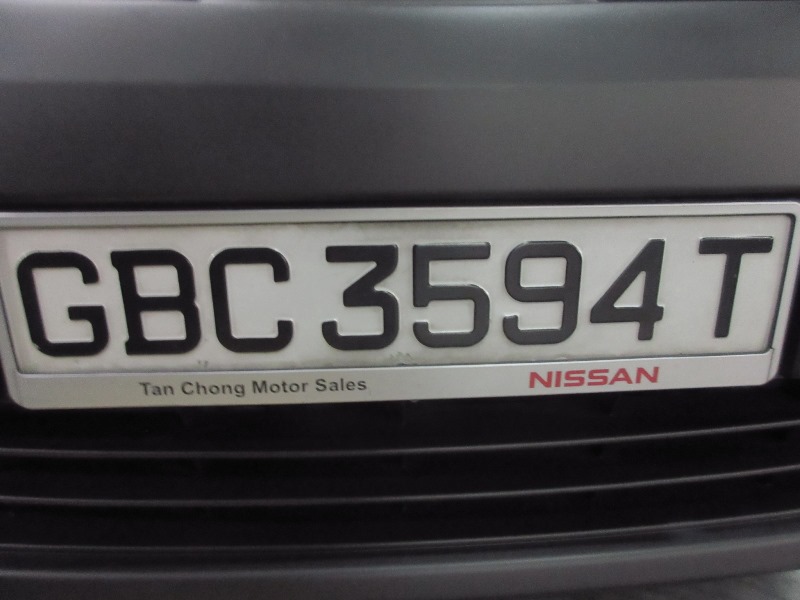 GBC 3594 T
Tan Chong Motor Sales NISSAN